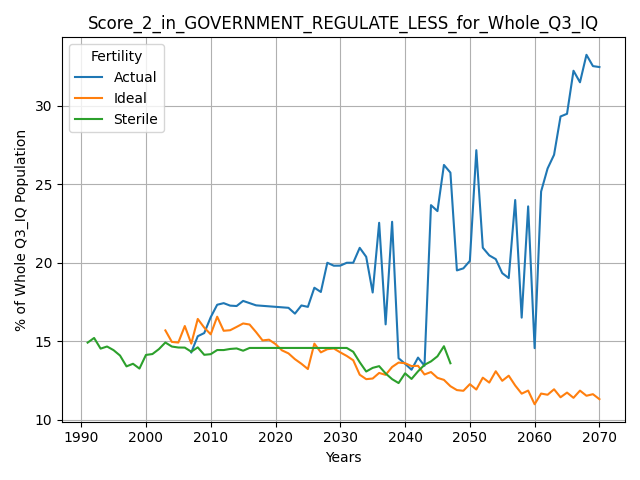 Score_2_in_GOVERNMENT_REGULATE_LESS_for_Whole_Q3_IQ
Fertility
Actual
Ideal
Sterile
% of Whole Q3_IQ Population
30
25
20
15
10
1990
2000
2010
2020
2030
2040
2050
2060
2070
Years